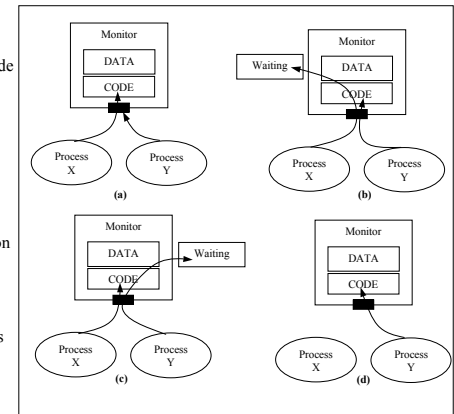 Monitor
DATA
CODE
Process
X
Process
Y
(a)
Monitor
Waiting
DATA
CODE
Process
X
Process
Y
(b)
Monitor
DATA
CODE
Waiting
Process
X
Process
Y
(c)
Monitor
DATA
CODE
Process
X
Process
Y
(d)